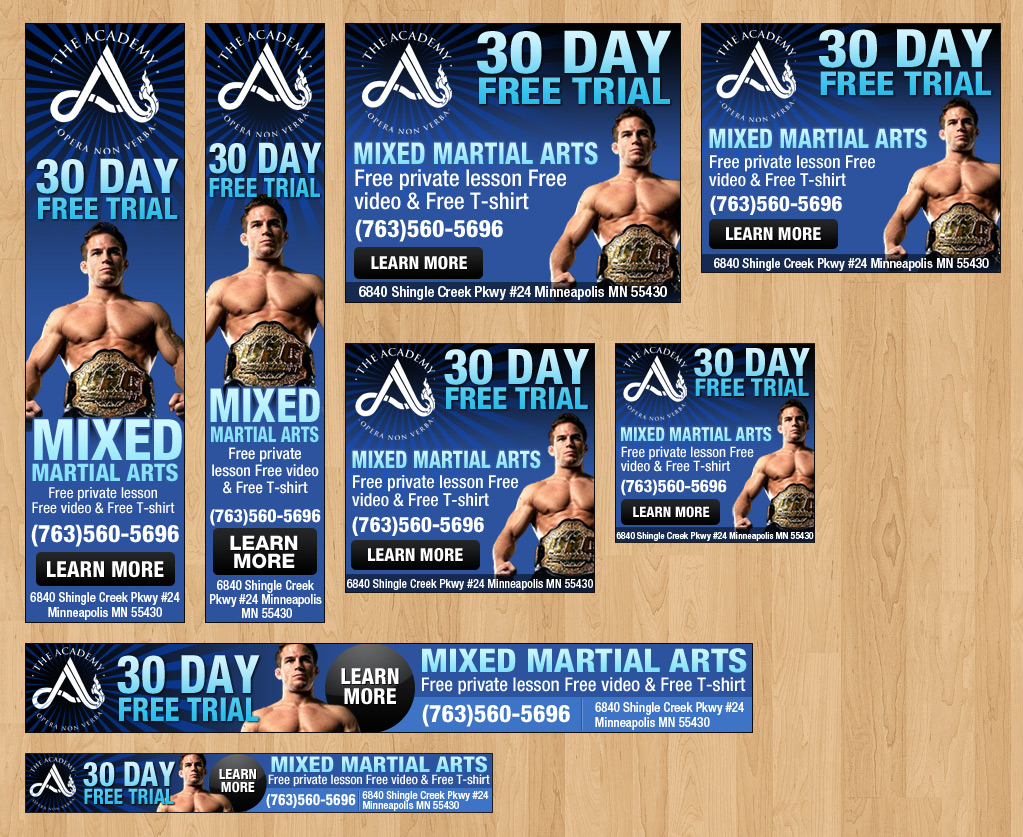 THE ACADEMY
OPERA NON VERBA
30 DAY
FREE TRIAL
MIXED
MARTIAL ARTS
Free private lesson
Free video & Free T-shirt
(763)560-5696
LEARN MORE
6840 Shingle Creek Pkwy #24
Minneapolis MN 55430
THE ACADEMY
OPERA NON VERBA
30 DAY
FREE TRIAL
MIXED
MARTIAL ARTS
Free private
lesson Free video
& Free T-shirt
(763)560-5696
LEARN
MORE
6840 Shingle Creek
Pkwy #24 Minneapolis
MN 55430
THE ACADEMY
OPERA NON VERBA
30 DAY
FREE TRIAL
MIXED MARTIAL ARTS
Free private lesson Free
video & Free T-shirt
(763)560-5696
LEARN MORE
6840 Shingle Creek Pkwy #24 Minneapolis MN 55430
THE ACADEMY
OPERA NON VERBA
30 DAY
FREE TRIAL
MIXED MARTIAL ARTS
Free private lesson Free
video & Free T-shirt
(763)560-5696
LEARN MORE
6840 Shingle Creek Pkwy #24 Minneapolis MN 55430
THE ACADEMY
OPERA NON VERBA
30 DAY
FREE TRIAL
MIXED MARTIAL ARTS
Free private lesson Free
video & Free T-shirt
(763)560-5696
LEARN MORE
6840 Shingle Creek Pkwy #24 Minneapolis MN 55430
THE ACADEMY
OPERA NON VERBA
30 DAY
FREE TRIAL
MIXED MARTIAL ARTS
Free private lesson Free
video & Free T-shirt
(763)560-5696
LEARN MORE
6840 Shingle Creek Pkwy #24 Minneapolis MN 55430
THE ACADEMY
OPERA NON VERBA
30 DAY
FREE TRIAL
LEARN
MORE
MIXED MARTIAL ARTS
Free private lesson Free video & Free T-shirt
(763)560-5696
6840 Shingle Creek Pkwy #24
Minneapolis MN 55430
THE ACADEMY
OPERA NON VERBA
30 DAY
FREE TRIAL
LEARN
MORE
MIXED MARTIAL ARTS
Free private lesson Free video & Free T-shirt
(763)560-5696
6840 Shingle Creek Pkwy #24
Minneapolis MN 55430